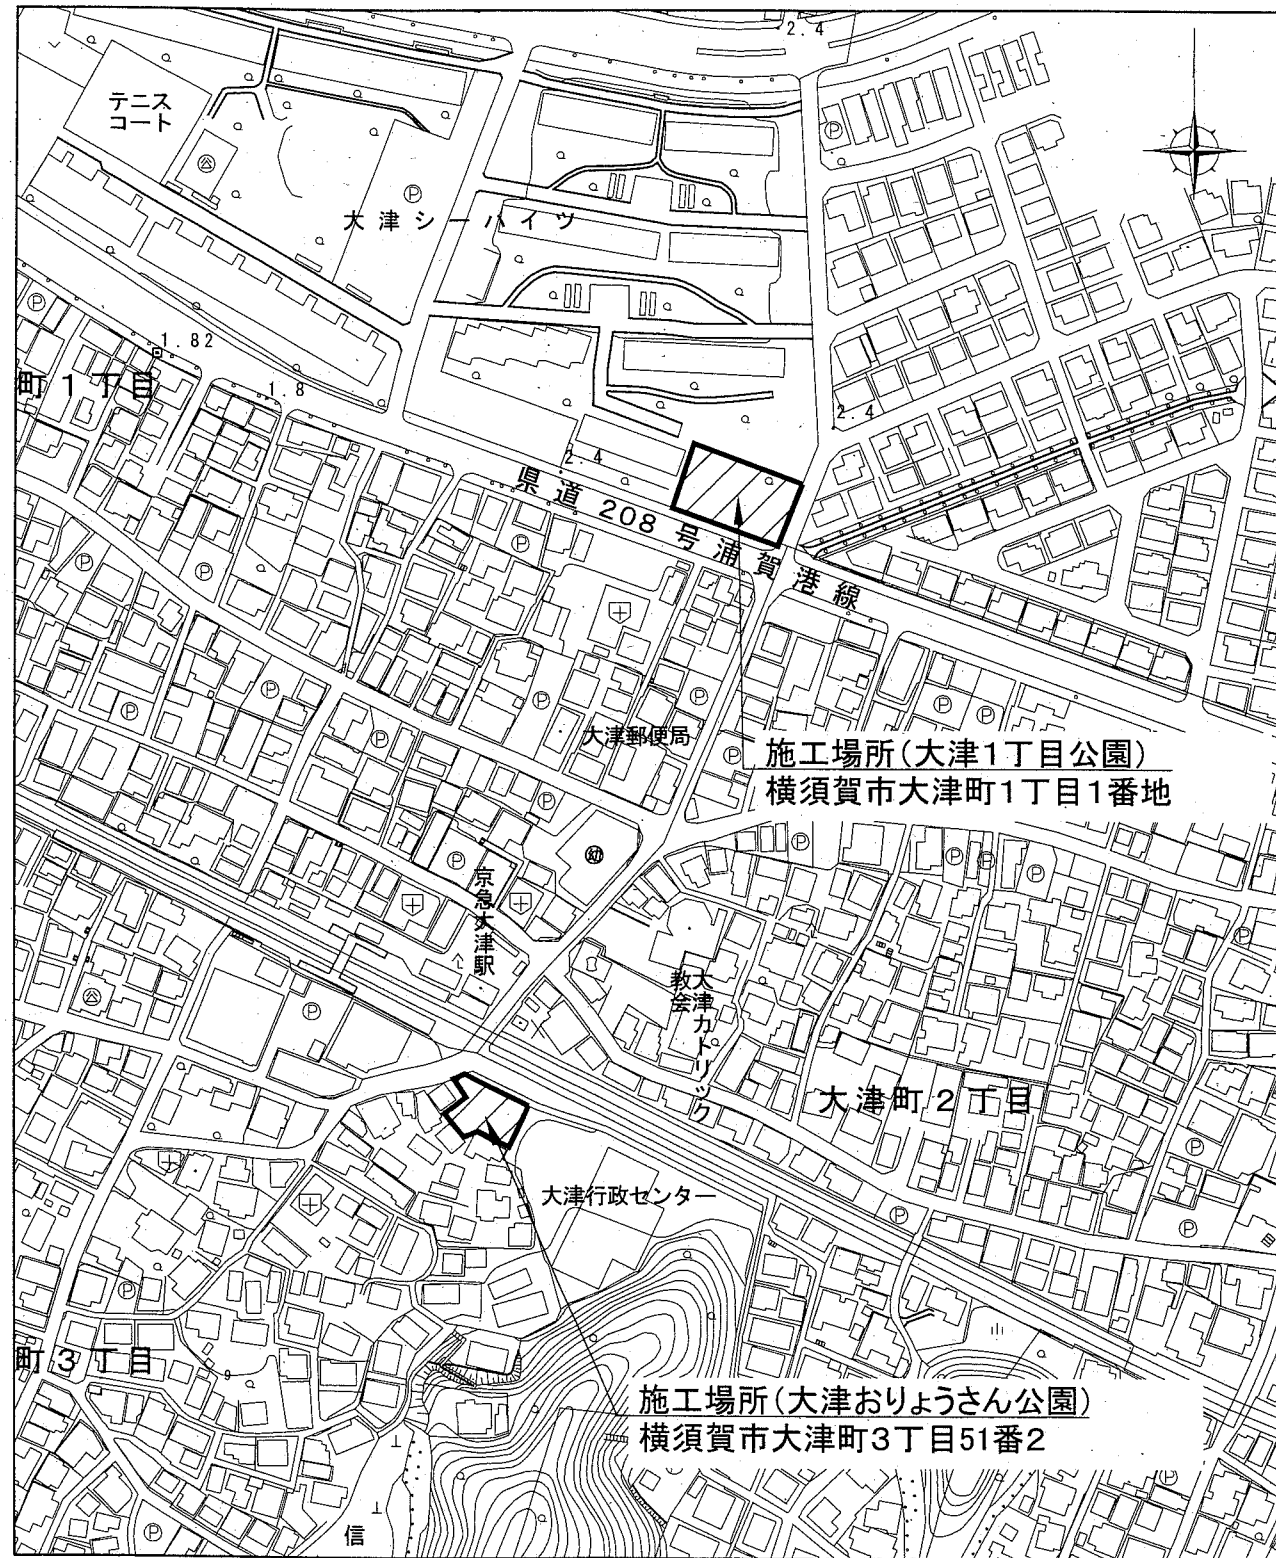 2.4
テニス
コート
P
P
大津シーハイツ
P
1.82
町1丁目
1.8
2.4
2.4
県道208号浦賀港線
P
P
P
P
P
P
P
大津郵便局
P
施工場所(大津1丁目公園)
横須賀市大津町1丁目1番地
P
P
幼
P
P
P
P
京急大津駅
P
大津カトリック
教会
P
大津町2丁目
P
大津行政センター
P
P
P
町3丁目
9
施工場所(大津おりょうさん公園)
横須賀市大津町3丁目51番2
P
P
信